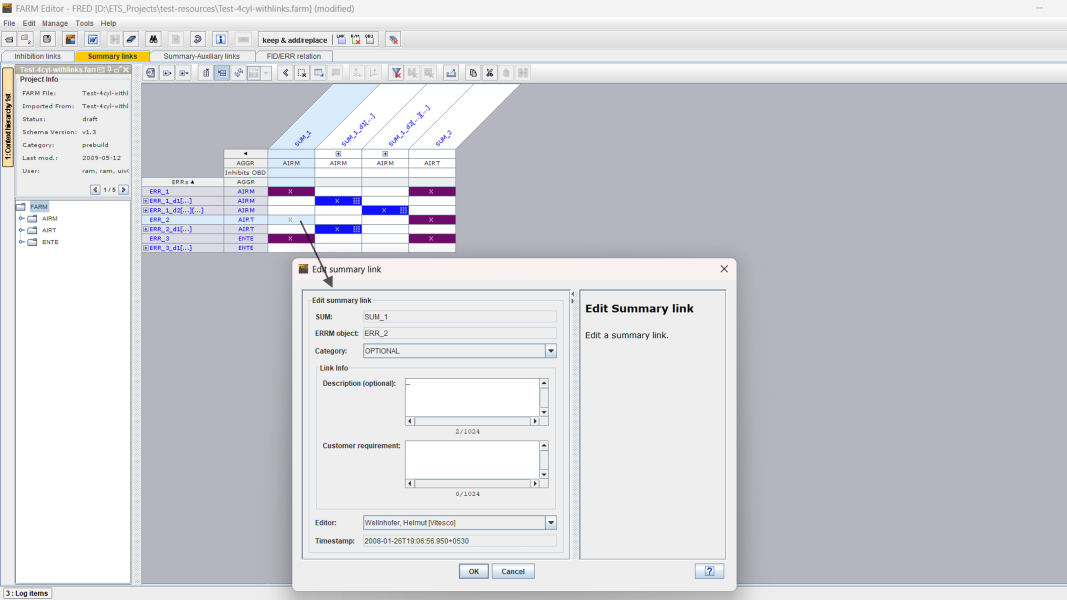 FARM Editor - FRED [D:\ETS_Projects\test-resources\Test-4cyl-withlinks.farm] (modified)
File Edit Manage Tools Help
keep & add/replace
Inhibition links Summary links Summary-Auxiliary links FID/ERR relation
Test-4cyl-withlinks.farm
1:Context hierarchy list
Project Info
FARM File: Test-4cyl-withl
Imported From: Test-4cyl-withl
Status: draft
Schema Version: v1.3
Category: prebuild
Last mod.: 2009-05-12
User: ram, ram, uiv
1 / 5
FARM
AIRM
AIRT
ENTE
SUM_1 SUM_1_d1[...] SUM_1_d2[...][...] SUM_2
AGGR AIRM AIRM AIRM AIRT
Inhibits OBD
ERRs AGGR
ERR_1 AIRM X X
ERR_1_d1[...] AIRM X
ERR_1_d2[...][...] AIRM X
ERR_2 AIRT X X
ERR_2_d1[...] AIRT X
ERR_3 ENTE X X
ERR_3_d1[...] ENTE
Edit summary link
Edit summary link
SUM: SUM_1
ERRM object: ERR_2
Category: OPTIONAL
Link Info
Description (optional): --
2/1024
Customer requirement:
0/1024
Editor: Wellnhofer, Helmut [Vitesco]
Timestamp: 2008-01-26T19:06:56.950+0530
OK Cancel
Edit Summary link
Edit a summary link.
3 : Log items